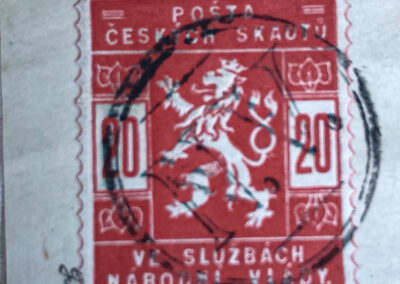 POŠTA
ČESKÝCH SKAUTŮ
20 20
VE SLUŽBÁCH
NÁRODNÍ VLÁDY.